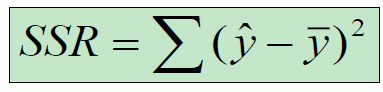 SSR = ∑ (ŷ − y̅)²